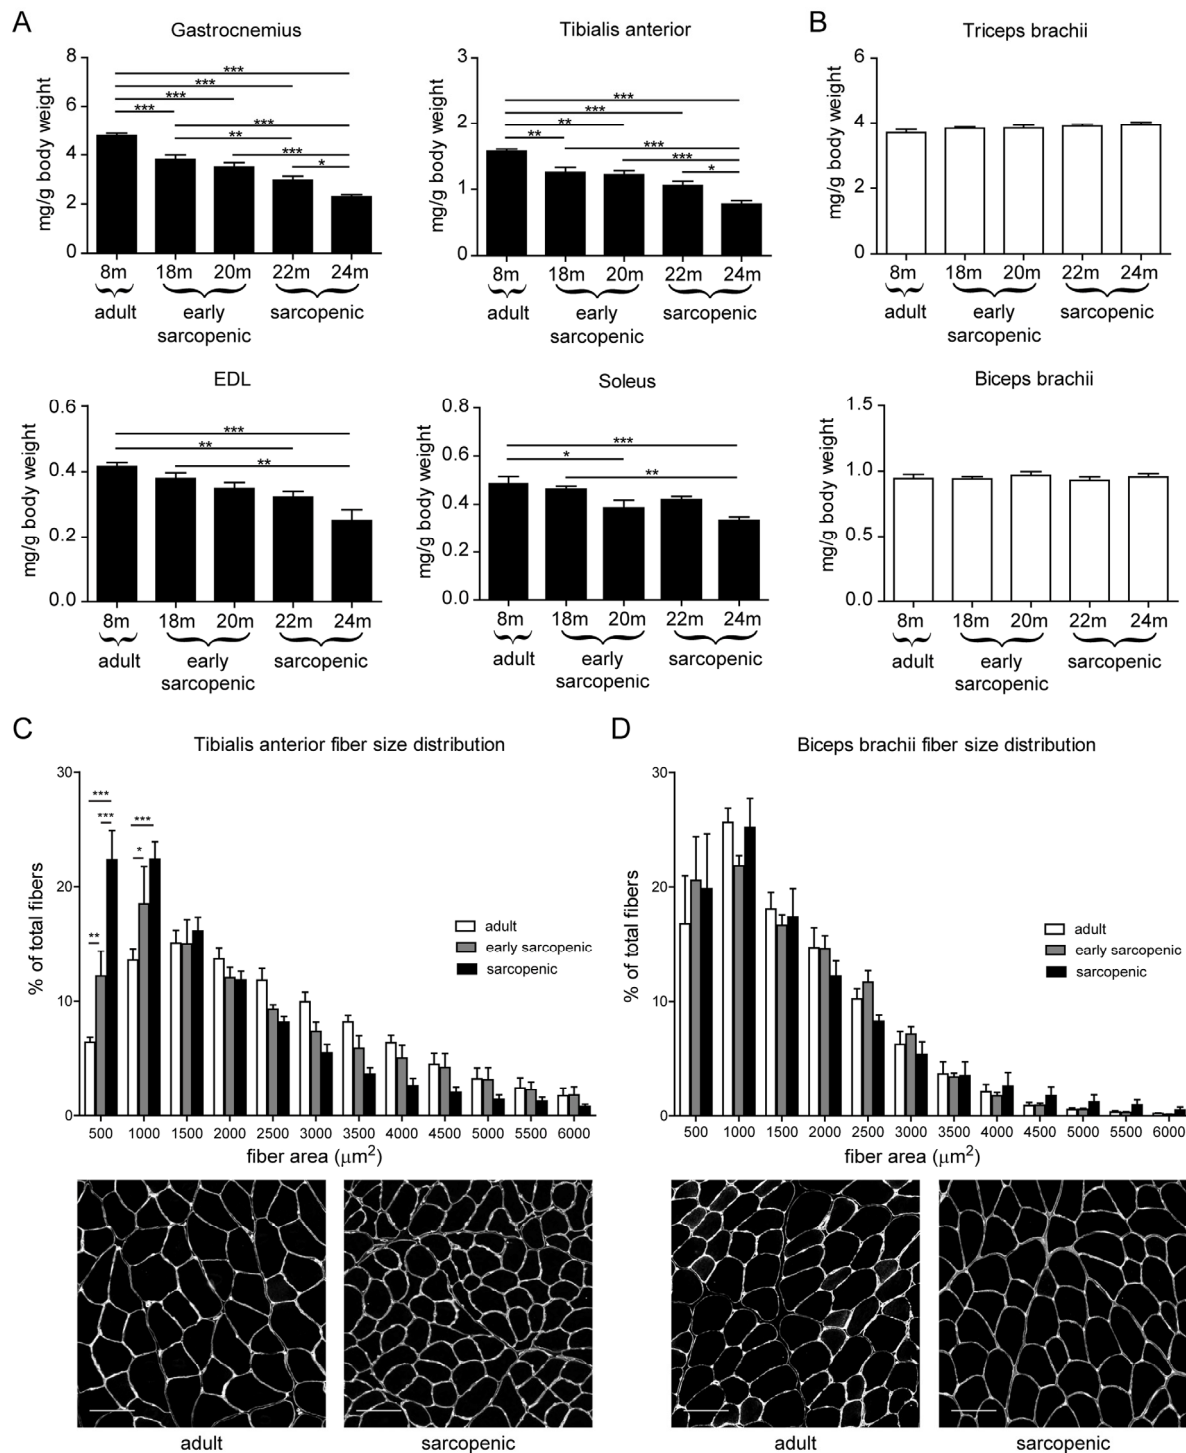 A
Gastrocnemius
mg/g body weight
8
6
4
2
0
***
***
***
***
***
**
***
*
8m 18m 20m 22m 24m
adult early sarcopenic
sarcopenic
Tibialis anterior
mg/g body weight
3
2
1
0
***
***
**
**
***
***
*
8m 18m 20m 22m 24m
adult early sarcopenic
sarcopenic
B
Triceps brachii
mg/g body weight
6
4
2
0
8m 18m 20m 22m 24m
adult early sarcopenic
sarcopenic
EDL
mg/g body weight
0.6
0.4
0.2
0.0
***
**
**
8m 18m 20m 22m 24m
adult early sarcopenic
sarcopenic
Soleus
mg/g body weight
0.8
0.6
0.4
0.2
0.0
***
*
**
8m 18m 20m 22m 24m
adult early sarcopenic
sarcopenic
Biceps brachii
mg/g body weight
1.5
1.0
0.5
0.0
8m 18m 20m 22m 24m
adult early sarcopenic
sarcopenic
C
Tibialis anterior fiber size distribution
% of total fibers
30
20
10
0
***
***
**
***
*
adult
early sarcopenic
sarcopenic
500 1000 1500 2000 2500 3000 3500 4000 4500 5000 5500 6000
fiber area (μm²)
adult sarcopenic
D
Biceps brachii fiber size distribution
% of total fibers
30
20
10
0
adult
early sarcopenic
sarcopenic
500 1000 1500 2000 2500 3000 3500 4000 4500 5000 5500 6000
fiber area (μm²)
adult sarcopenic